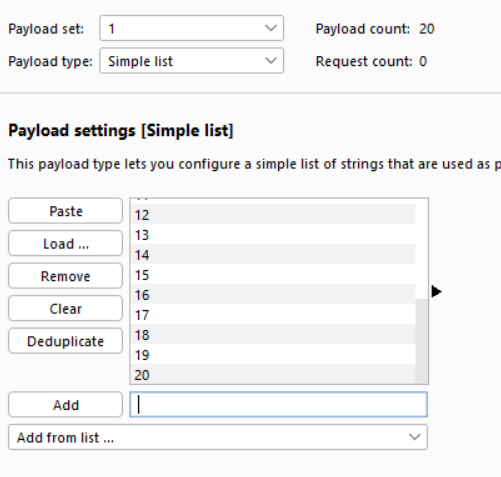 Payload set: 1 Payload count: 20
Payload type: Simple list Request count: 0
Payload settings [Simple list]
This payload type lets you configure a simple list of strings that are used as p
Paste
Load ...
Remove
Clear
Deduplicate
12
13
14
15
16
17
18
19
20
Add
Add from list ...